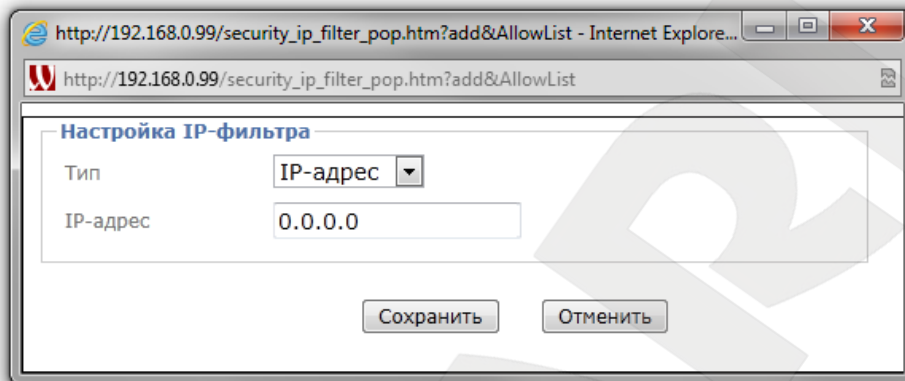 http://192.168.0.99/security_ip_filter_pop.htm?add&AllowList - Internet Explore...
http://192.168.0.99/security_ip_filter_pop.htm?add&AllowList
Настройка IP-фильтра
Тип IP-адрес
IP-адрес 0.0.0.0
Сохранить Отменить